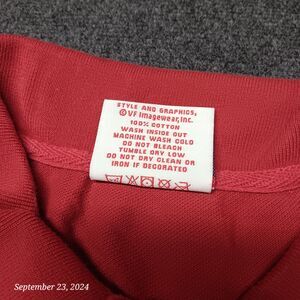 STYLE AND GRAPHICS,
© VF Imagewear, Inc.
100% COTTON
WASH INSIDE OUT
MACHINE WASH COLD
DO NOT BLEACH
TUMBLE DRY LOW
DO NOT DRY CLEAN OR
IRON IF DECORATED
September 23, 2024